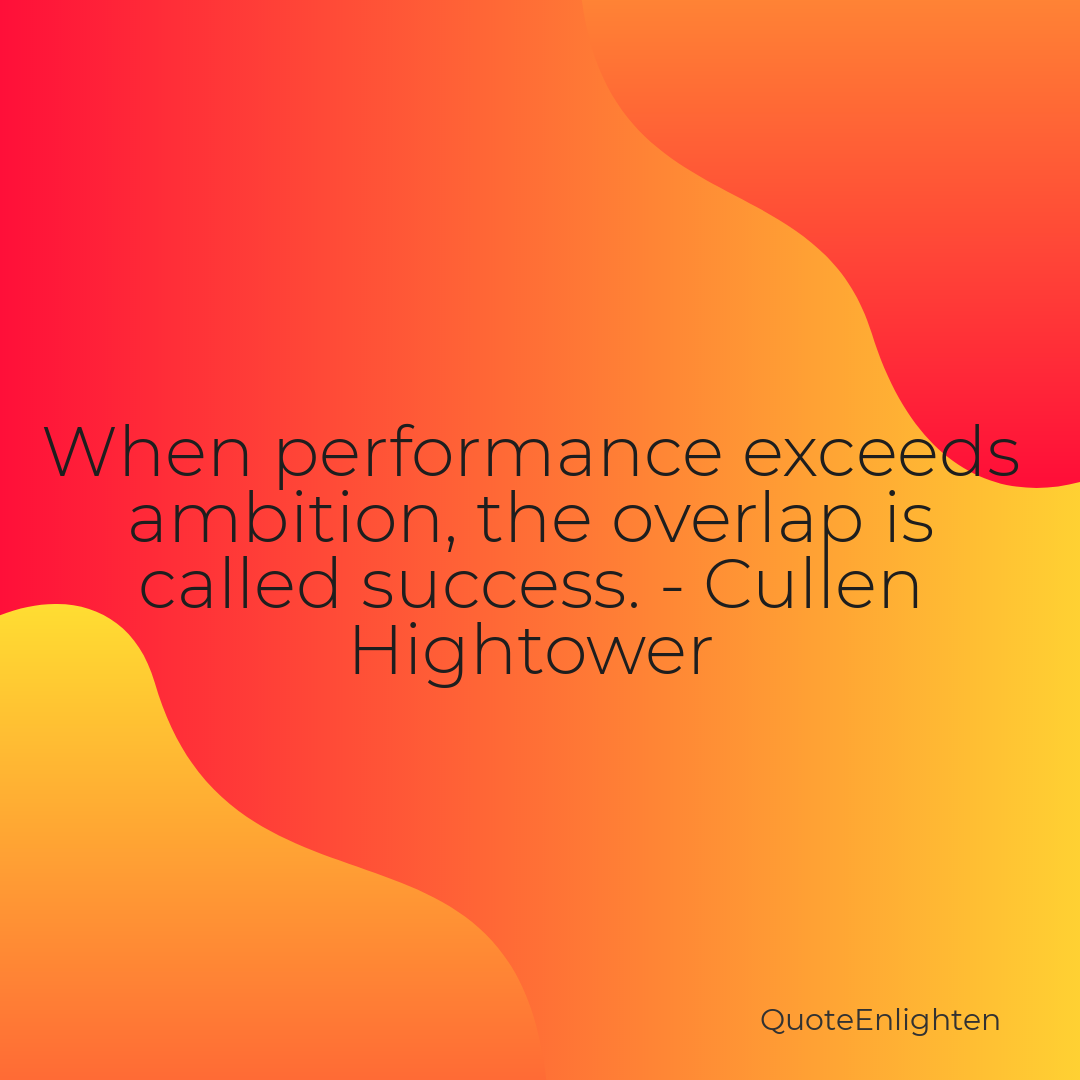 When performance exceeds
ambition, the overlap is
called success. - Cullen
Hightower
QuoteEnlighten